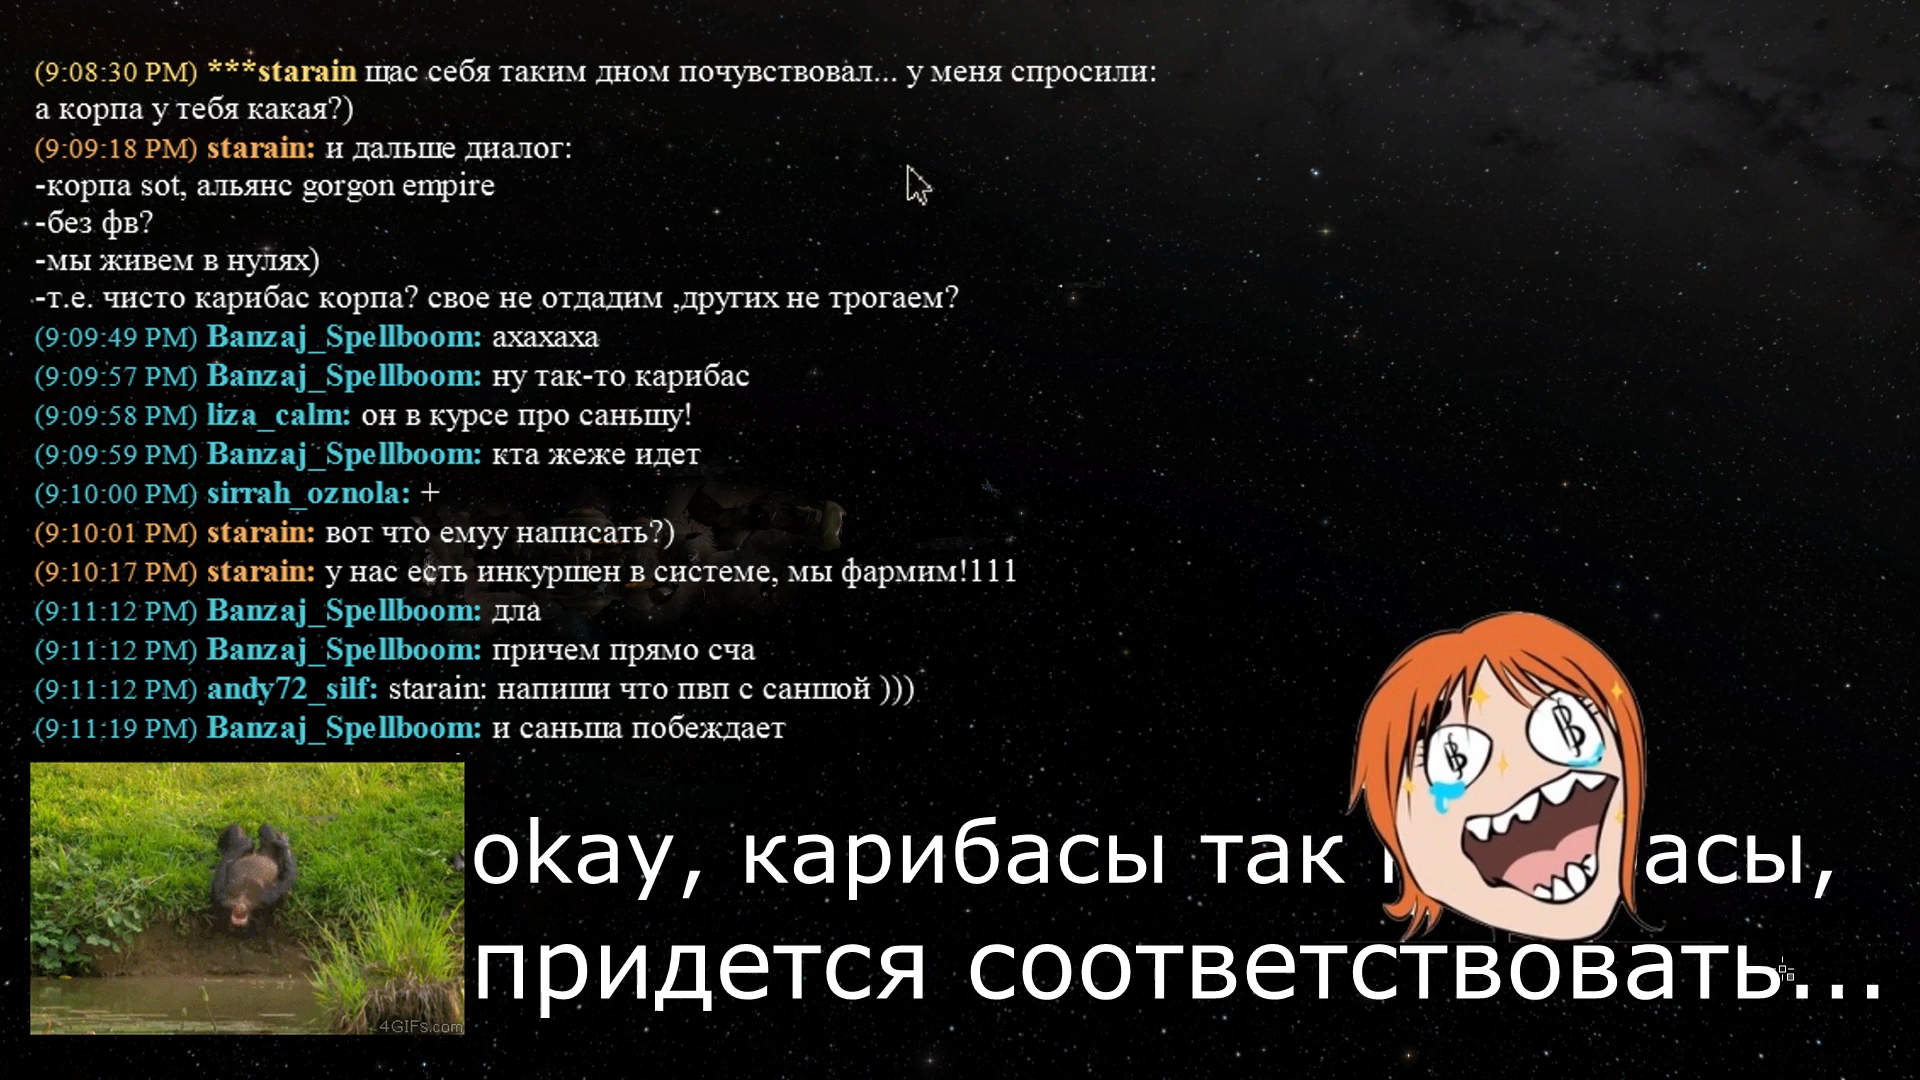 (9:08:30 PM) ***starain щас себя таким дном почувствовал... у меня спросили:
а корпа у тебя какая?)
(9:09:18 PM) starain: и дальше диалог:
-корпа sot, альянс gorgon empire
-без фв?
-мы живем в нулях)
-т.е. чисто карибас корпа? свое не отдадим ,других не трогаем?
(9:09:49 PM) Banzaj_Spellboom: ахахаха
(9:09:57 PM) Banzaj_Spellboom: ну так-то карибас
(9:09:58 PM) liza_calm: он в курсе про саньшу!
(9:09:59 PM) Banzaj_Spellboom: кта жеже идет
(9:10:00 PM) sirrah_oznola: +
(9:10:01 PM) starain: вот что емуу написать?)
(9:10:17 PM) starain: у нас есть инкуршен в системе, мы фармим!111
(9:11:12 PM) Banzaj_Spellboom: дла
(9:11:12 PM) Banzaj_Spellboom: причем прямо сча
(9:11:12 PM) andy72_silf: starain: напиши что пвп с саншой )))
(9:11:19 PM) Banzaj_Spellboom: и саньша побеждает
okay, карибасы так асы,
придется соответствовать...
4GIFs.com